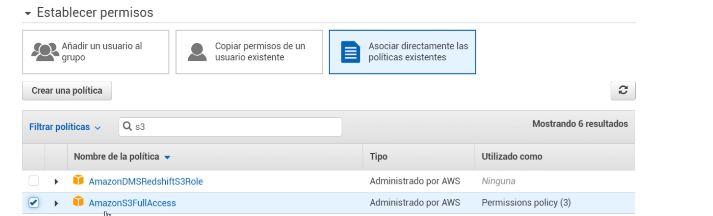 Establecer permisos
Añadir un usuario al
grupo
Copiar permisos de un
usuario existente
Asociar directamente las
políticas existentes
Crear una política
Filtrar políticas
s3
Mostrando 6 resultados
Nombre de la política
Tipo
Utilizado como
AmazonDMSRedshiftS3Role
Administrado por AWS
Ninguna
AmazonS3FullAccess
Administrado por AWS
Permissions policy (3)